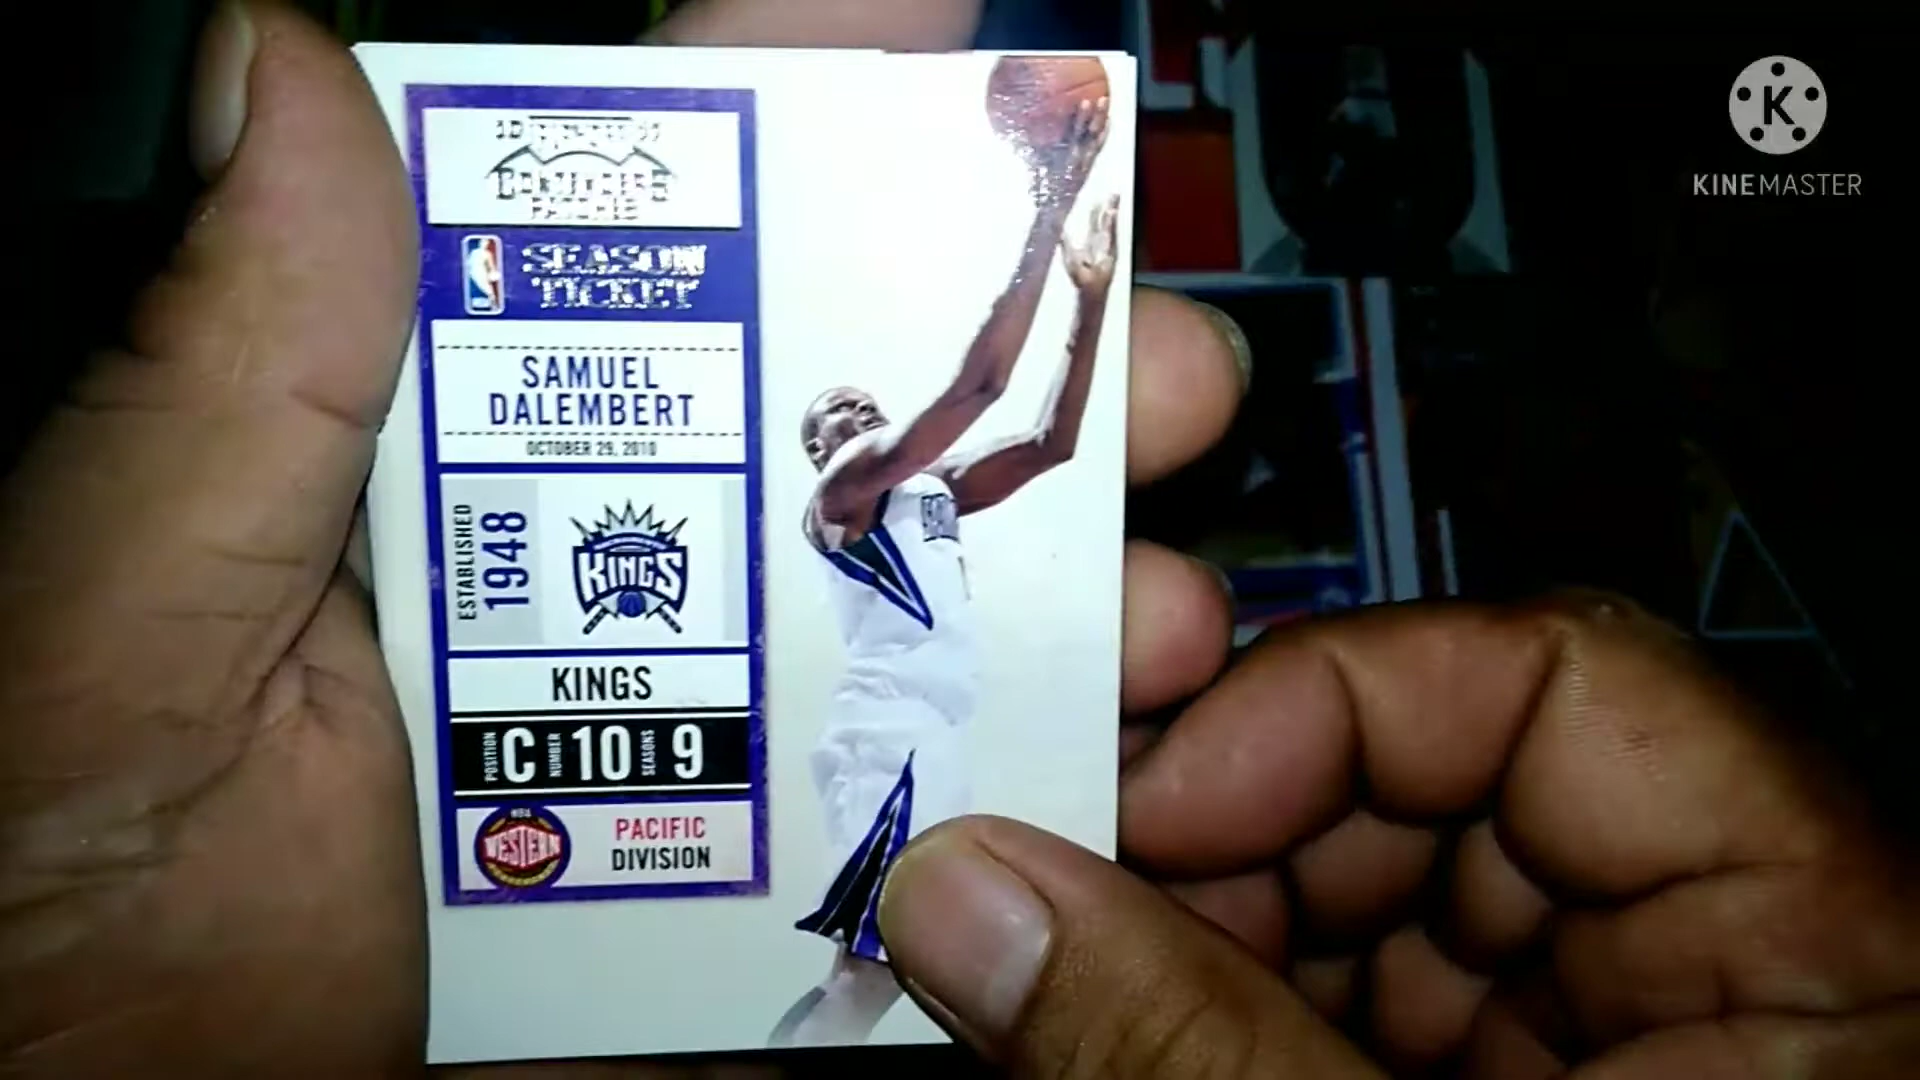 SEASON
TICKET
SAMUEL
DALEMBERT
OCTOBER 29, 2010
ESTABLISHED
1948
KINGS
KINGS
POSITION C NUMBER 10 SEASONS 9
NBA
WESTERN
PACIFIC
DIVISION
K
KINEMASTER